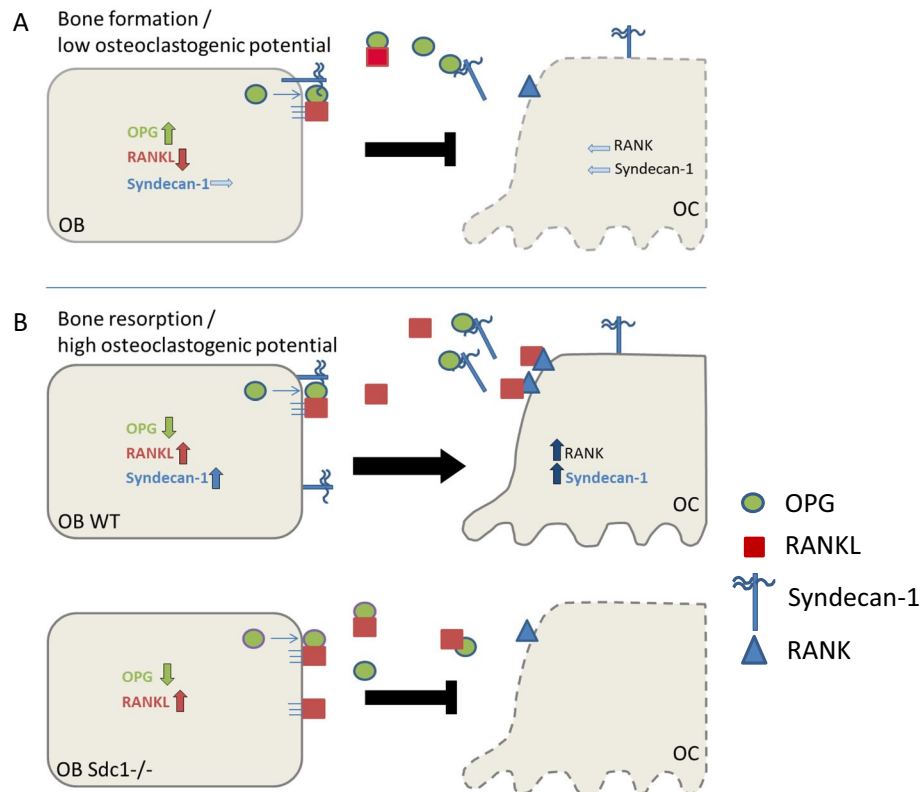 A
Bone formation /
low osteoclastogenic potential
OPG
RANKL
Syndecan-1
OB
RANK
Syndecan-1
OC
B
Bone resorption /
high osteoclastogenic potential
OPG
RANKL
Syndecan-1
OB WT
RANK
Syndecan-1
OC
OPG
RANKL
OB Sdc1-/-
OC
OPG
RANKL
Syndecan-1
RANK